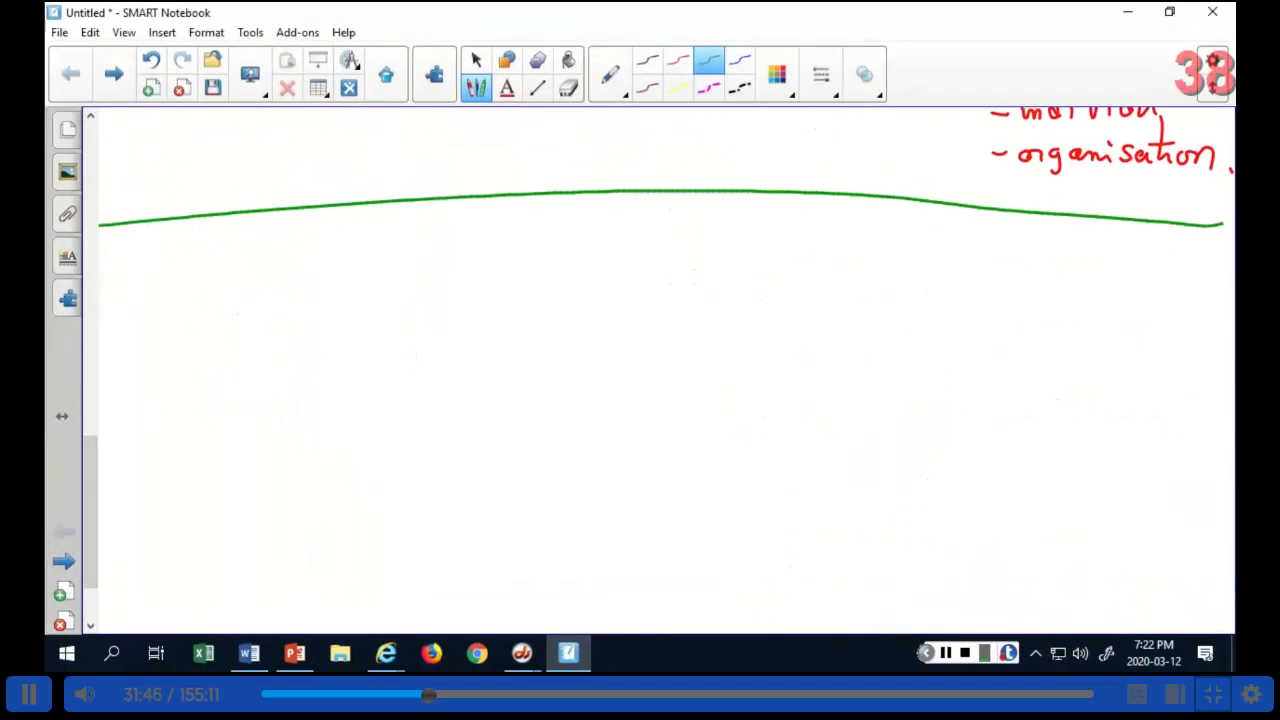 Untitled * - SMART Notebook
File Edit View Insert Format Tools Add-ons Help
38
- organisation.
7:22 PM
2020-03-12
31:46 / 155:11